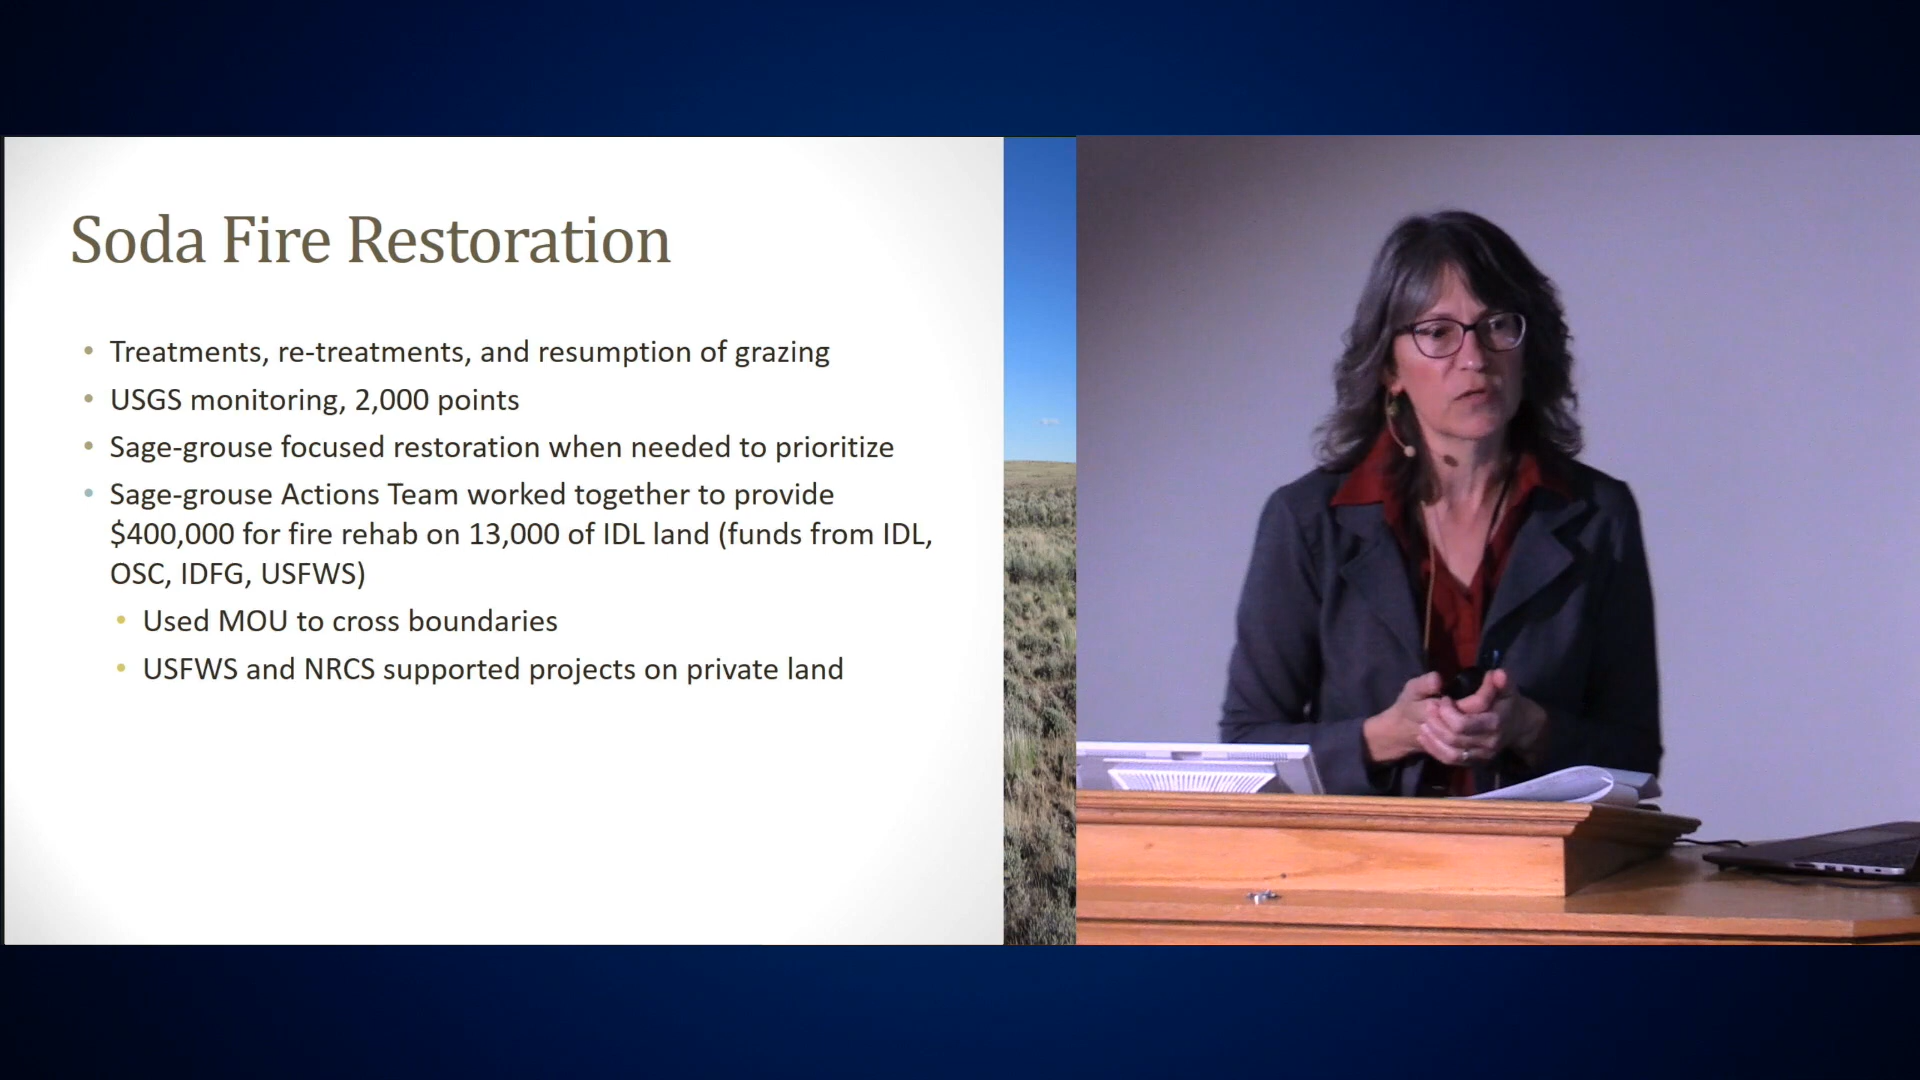 Soda Fire Restoration
• Treatments, re-treatments, and resumption of grazing
• USGS monitoring, 2,000 points
• Sage-grouse focused restoration when needed to prioritize
• Sage-grouse Actions Team worked together to provide
$400,000 for fire rehab on 13,000 of IDL land (funds from IDL,
OSC, IDFG, USFWS)
• Used MOU to cross boundaries
• USFWS and NRCS supported projects on private land